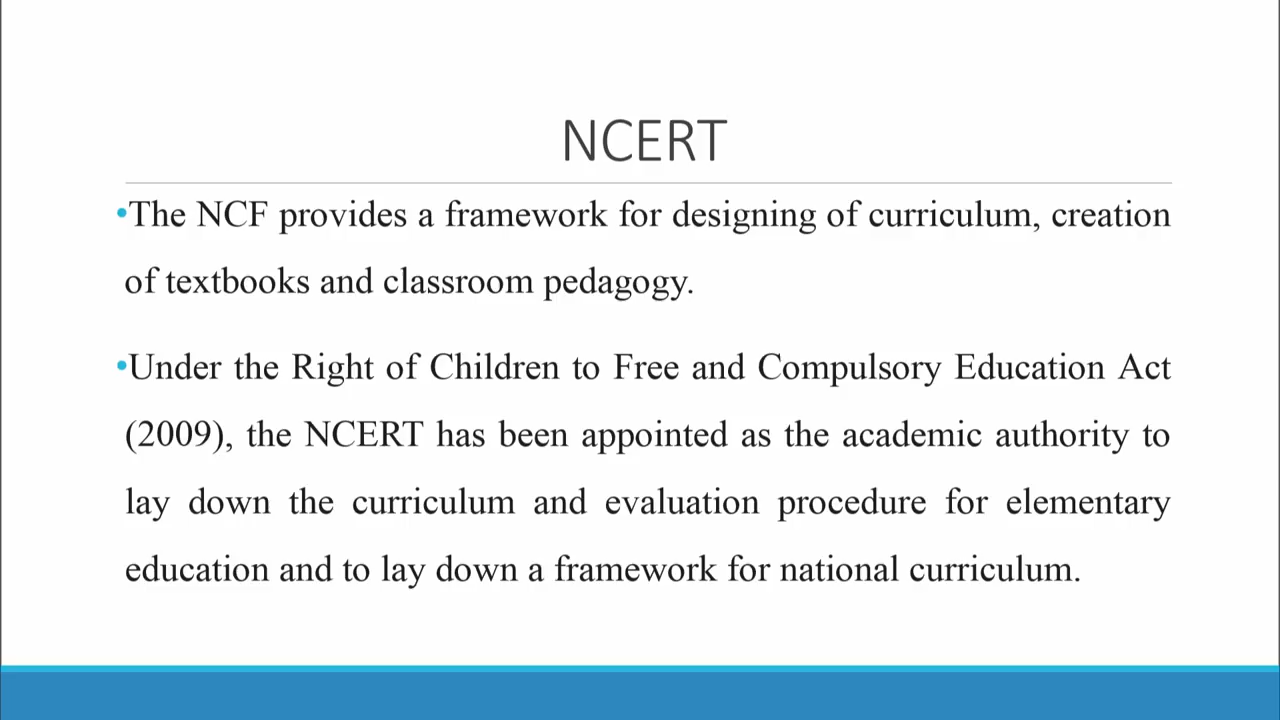 NCERT
•The NCF provides a framework for designing of curriculum, creation
of textbooks and classroom pedagogy.
•Under the Right of Children to Free and Compulsory Education Act
(2009), the NCERT has been appointed as the academic authority to
lay down the curriculum and evaluation procedure for elementary
education and to lay down a framework for national curriculum.